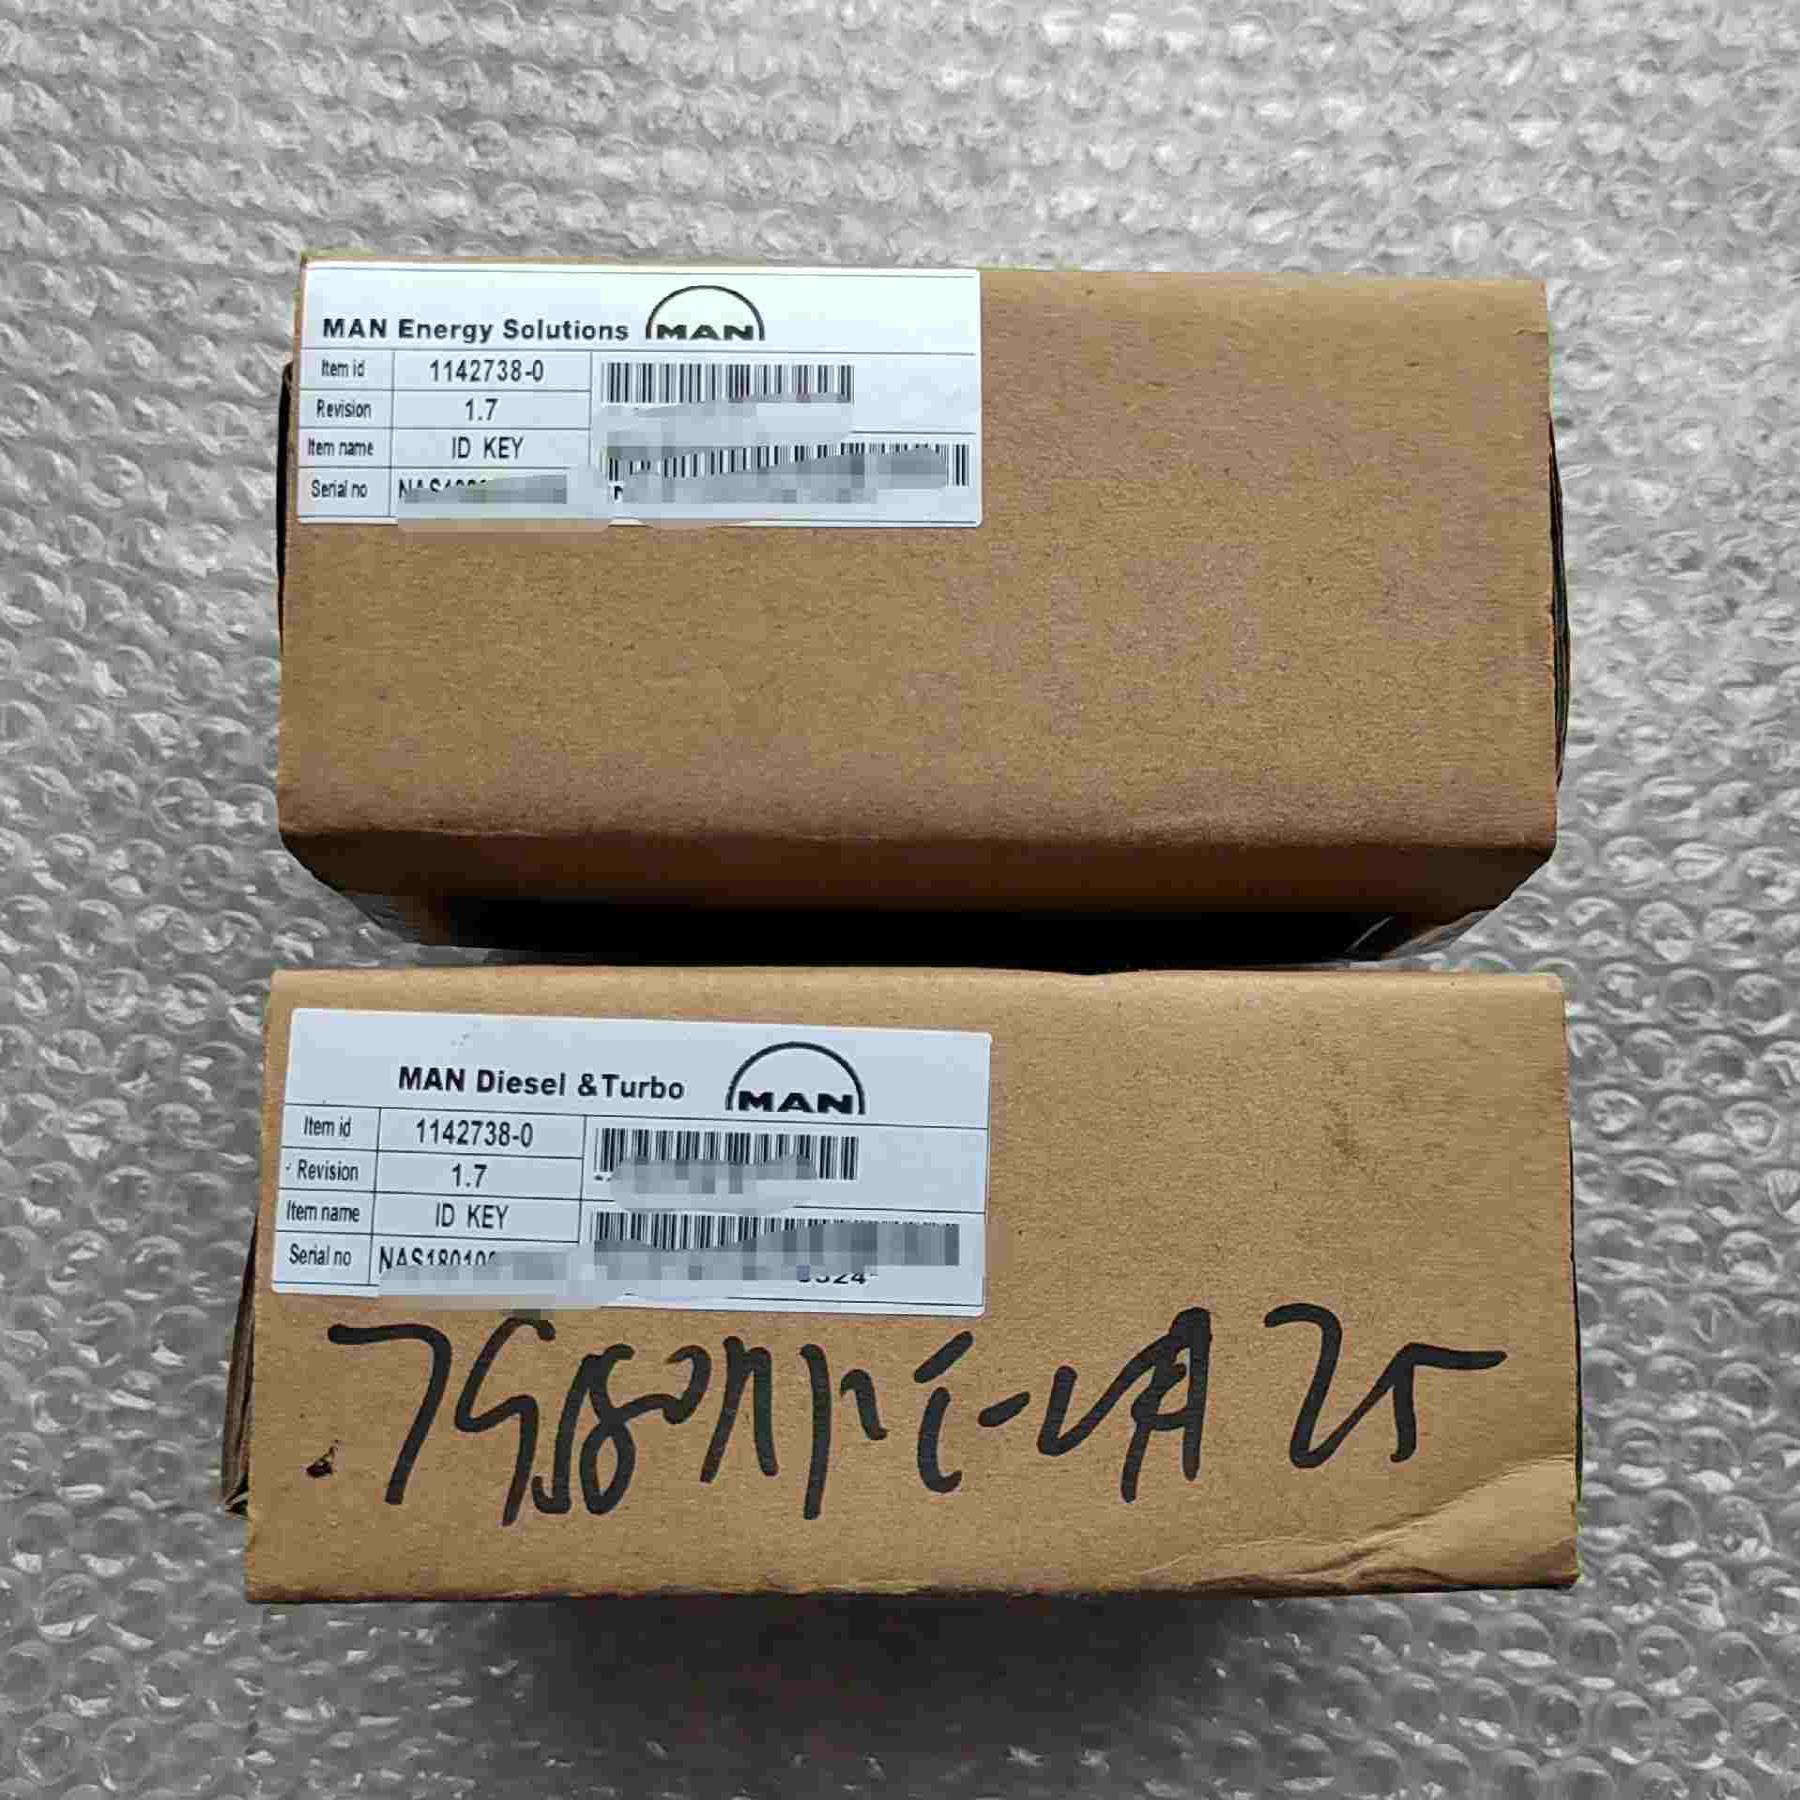 MAN Energy Solutions MAN
Item id 1142738-0
Revision 1.7
Item name ID KEY
Serial no
MAN Diesel &Turbo MAN
Item id 1142738-0
Revision 1.7
Item name ID KEY
Serial no